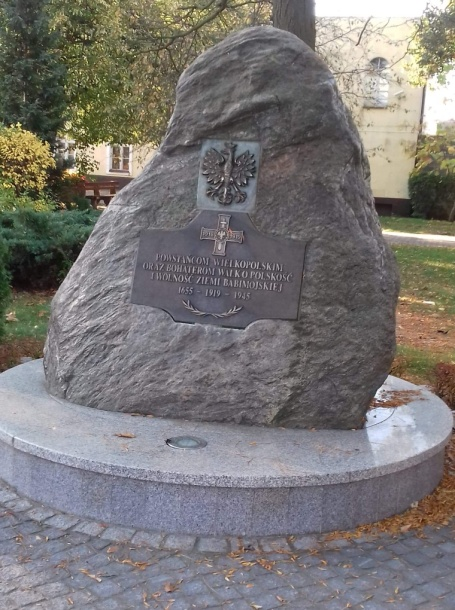 POWSTAŃCOM WIELKOPOLSKIM
ORAZ BOHATEROM WALK O POLSKOŚĆ
I WOLNOŚĆ ZIEMI BABIMOJSKIEJ
1655 - 1919 - 1945